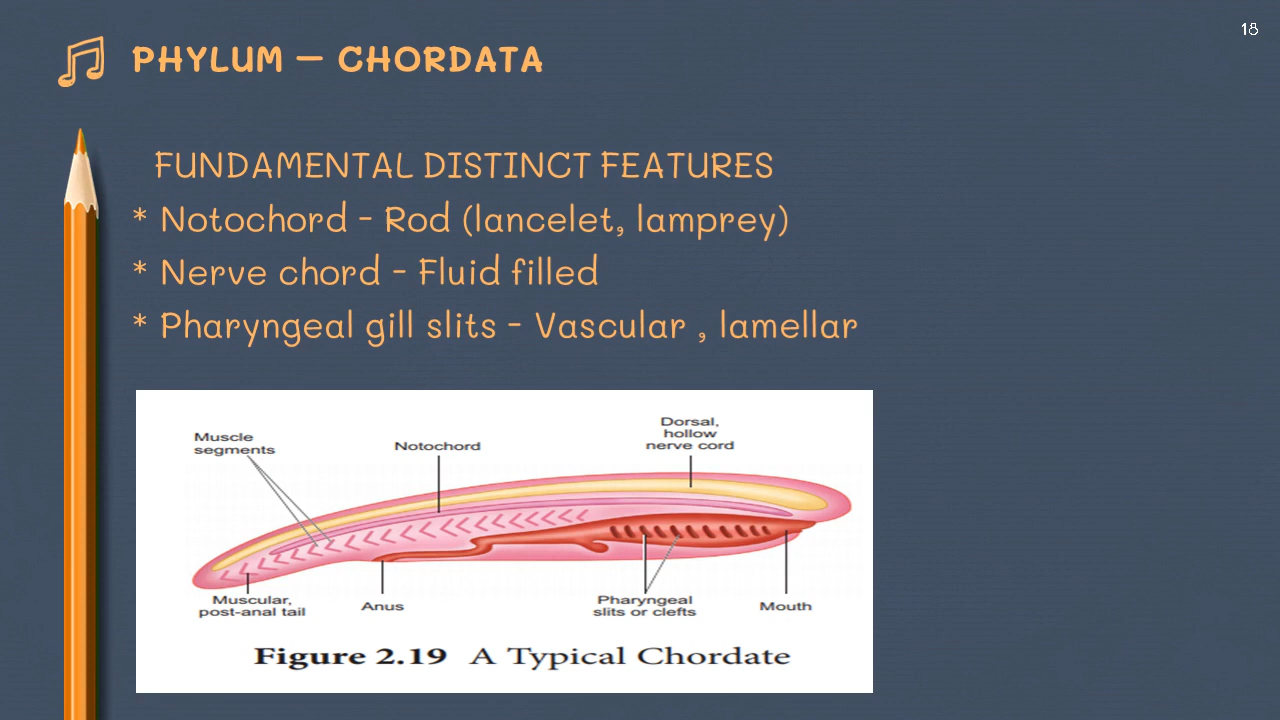 18
PHYLUM – CHORDATA
FUNDAMENTAL DISTINCT FEATURES
* Notochord - Rod (lancelet, lamprey)
* Nerve chord - Fluid filled
* Pharyngeal gill slits - Vascular , lamellar
Muscle
segments
Notochord
Dorsal,
hollow
nerve cord
Muscular,
post-anal tail
Anus
Pharyngeal
slits or clefts
Mouth
Figure 2.19 A Typical Chordate